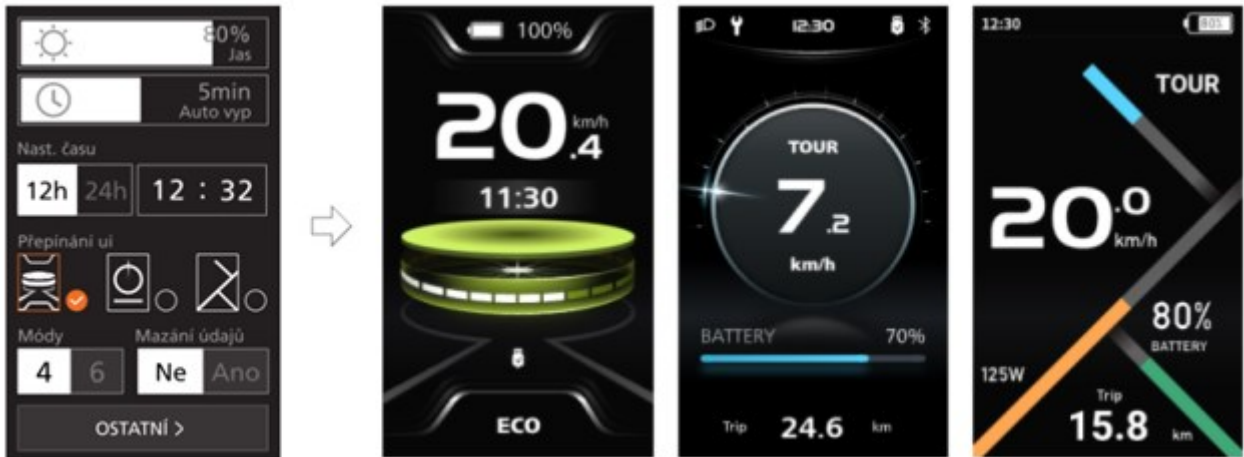 80%
Jas
5min
Auto vyp
Nast. času
12h 24h 12 : 32
Přepínání ui
Módy Mazání údajů
4 6 Ne Ano
OSTATNÍ >
100%
20.4 km/h
11:30
ECO
12:30
TOUR
7.2
km/h
BATTERY 70%
Trip 24.6 km
12:30 80%
TOUR
20.0 km/h
80%
BATTERY
125W
Trip
15.8 km